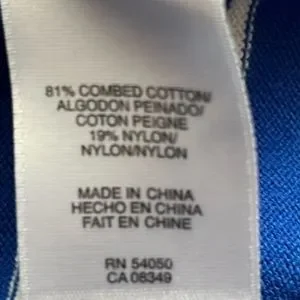 81% COMBED COTTON/
ALGODON PEINADO/
COTON PEIGNE
19% NYLON/
NYLON/NYLON
MADE IN CHINA
HECHO EN CHINA
FAIT EN CHINE
RN 54050
CA 08349